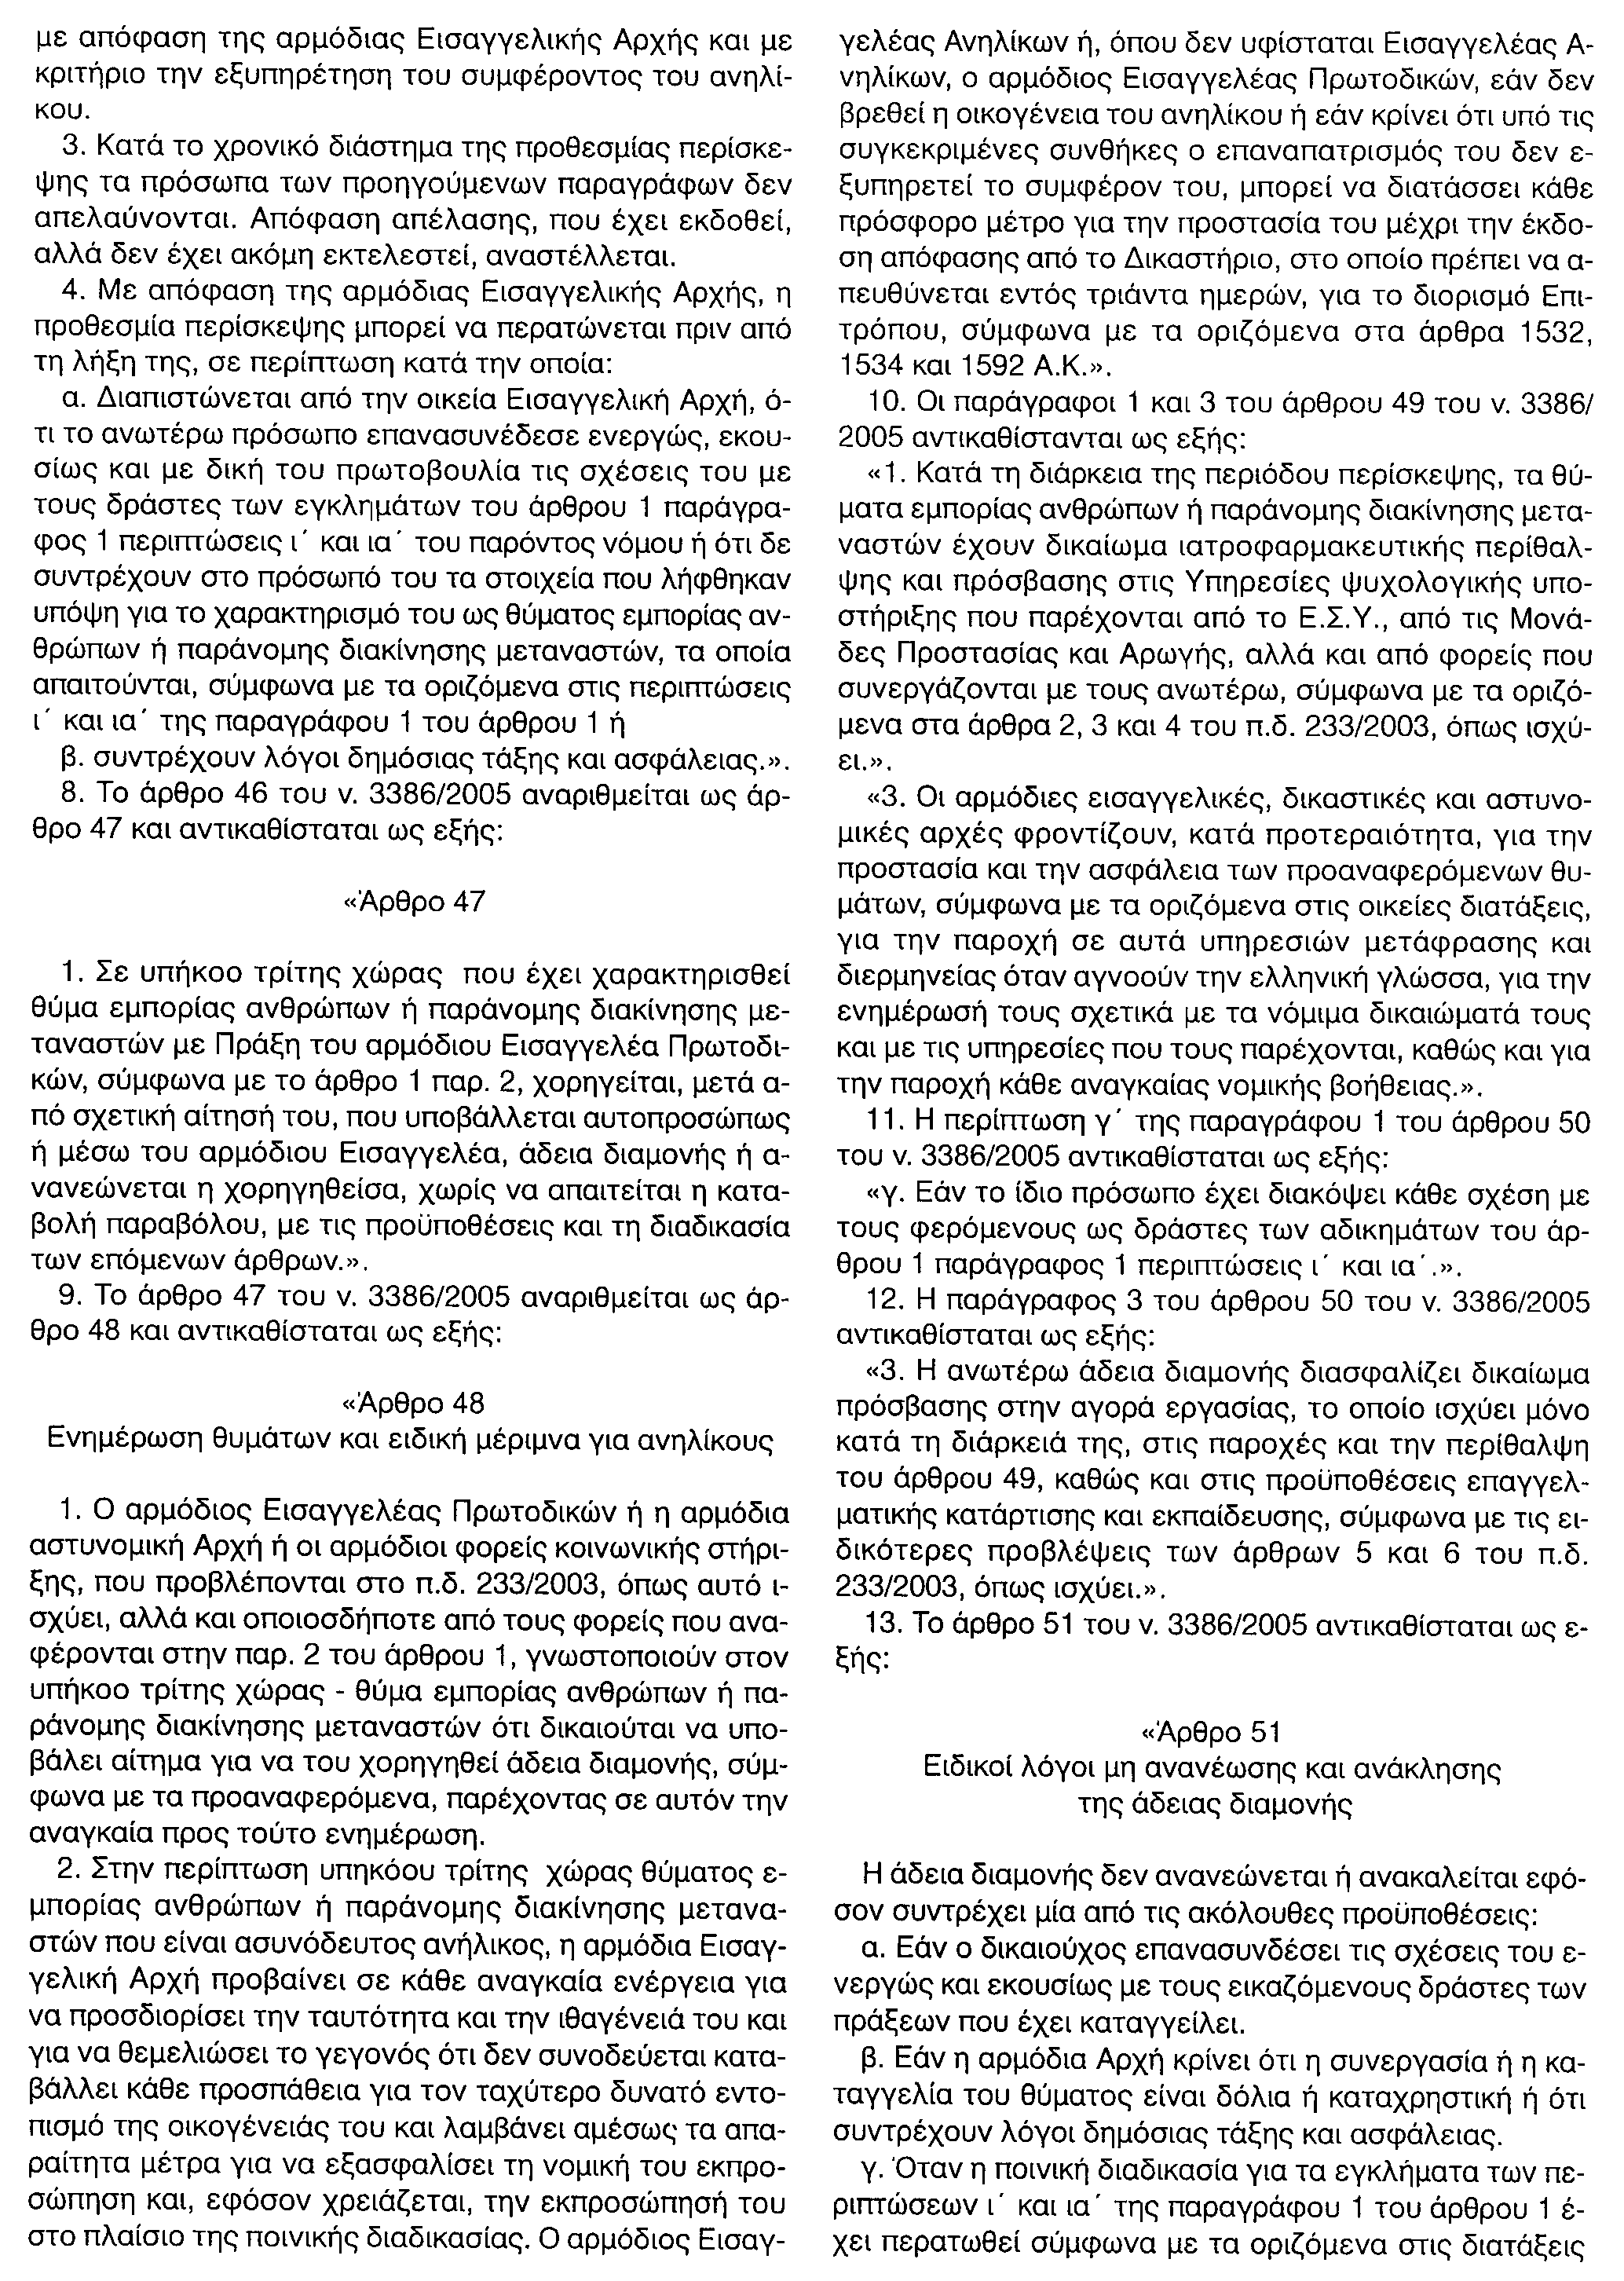 με απόφαση της αρμόδιας Εισαγγελικής Αρχής και με
κριτήριο την εξυπηρέτηση του συμφέροντος του ανηλί-
κου.
3. Κατά το χρονικό διάστημα της προθεσμίας περίσκε-
ψης τα πρόσωπα των προηγούμενων παραγράφων δεν
απελαύνονται. Απόφαση απέλασης, που έχει εκδοθεί,
αλλά δεν έχει ακόμη εκτελεστεί, αναστέλλεται.
4. Με απόφαση της αρμόδιας Εισαγγελικής Αρχής, η
προθεσμία περίσκεψης μπορεί να περατώνεται πριν από
τη λήξη της, σε περίπτωση κατά την οποία:
α. Διαπιστώνεται από την οικεία Εισαγγελική Αρχή, ό-
τι το ανωτέρω πρόσωπο επανασυνέδεσε ενεργώς, εκου-
σίως και με δική του πρωτοβουλία τις σχέσεις του με
τους δράστες των εγκλημάτων του άρθρου 1 παράγρα-
φος 1 περιπτώσεις ι΄ και ια΄ του παρόντος νόμου ή ότι δε
συντρέχουν στο πρόσωπό του τα στοιχεία που λήφθηκαν
υπόψη για το χαρακτηρισμό του ως θύματος εμπορίας αν-
θρώπων ή παράνομης διακίνησης μεταναστών, τα οποία
απαιτούνται, σύμφωνα με τα οριζόμενα στις περιπτώσεις
ι΄ και ια΄ της παραγράφου 1 του άρθρου 1 ή
β. συντρέχουν λόγοι δημόσιας τάξης και ασφάλειας.».
8. Το άρθρο 46 του ν. 3386/2005 αναριθμείται ως άρ-
θρο 47 και αντικαθίσταται ως εξής:
«Άρθρο 47
1. Σε υπήκοο τρίτης χώρας που έχει χαρακτηρισθεί
θύμα εμπορίας ανθρώπων ή παράνομης διακίνησης με-
ταναστών με Πράξη του αρμόδιου Εισαγγελέα Πρωτοδι-
κών, σύμφωνα με το άρθρο 1 παρ. 2, χορηγείται, μετά α-
πό σχετική αίτησή του, που υποβάλλεται αυτοπροσώπως
ή μέσω του αρμόδιου Εισαγγελέα, άδεια διαμονής ή α-
νανεώνεται η χορηγηθείσα, χωρίς να απαιτείται η κατα-
βολή παραβόλου, με τις προϋποθέσεις και τη διαδικασία
των επόμενων άρθρων.».
9. Το άρθρο 47 του ν. 3386/2005 αναριθμείται ως άρ-
θρο 48 και αντικαθίσταται ως εξής:
«Άρθρο 48
Ενημέρωση θυμάτων και ειδική μέριμνα για ανηλίκους
1. Ο αρμόδιος Εισαγγελέας Πρωτοδικών ή η αρμόδια
αστυνομική Αρχή ή οι αρμόδιοι φορείς κοινωνικής στήρι-
ξης, που προβλέπονται στο π.δ. 233/2003, όπως αυτό ι-
σχύει, αλλά και οποιοσδήποτε από τους φορείς που ανα-
φέρονται στην παρ. 2 του άρθρου 1, γνωστοποιούν στον
υπήκοο τρίτης χώρας - θύμα εμπορίας ανθρώπων ή πα-
ράνομης διακίνησης μεταναστών ότι δικαιούται να υπο-
βάλει αίτημα για να του χορηγηθεί άδεια διαμονής, σύμ-
φωνα με τα προαναφερόμενα, παρέχοντας σε αυτόν την
αναγκαία προς τούτο ενημέρωση.
2. Στην περίπτωση υπηκόου τρίτης χώρας θύματος ε-
μπορίας ανθρώπων ή παράνομης διακίνησης μετανα-
στών που είναι ασυνόδευτος ανήλικος, η αρμόδια Εισαγ-
γελική Αρχή προβαίνει σε κάθε αναγκαία ενέργεια για
να προσδιορίσει την ταυτότητα και την ιθαγένειά του και
για να θεμελιώσει το γεγονός ότι δεν συνοδεύεται κατα-
βάλλει κάθε προσπάθεια για τον ταχύτερο δυνατό εντο-
πισμό της οικογένειάς του και λαμβάνει αμέσως τα απα-
ραίτητα μέτρα για να εξασφαλίσει τη νομική του εκπρο-
σώπηση και, εφόσον χρειάζεται, την εκπροσώπησή του
στο πλαίσιο της ποινικής διαδικασίας. Ο αρμόδιος Εισαγ-
γελέας Ανηλίκων ή, όπου δεν υφίσταται Εισαγγελέας Α-
νηλίκων, ο αρμόδιος Εισαγγελέας Πρωτοδικών, εάν δεν
βρεθεί η οικογένεια του ανηλίκου ή εάν κρίνει ότι υπό τις
συγκεκριμένες συνθήκες ο επαναπατρισμός του δεν ε-
ξυπηρετεί το συμφέρον του, μπορεί να διατάσσει κάθε
πρόσφορο μέτρο για την προστασία του μέχρι την έκδο-
ση απόφασης από το Δικαστήριο, στο οποίο πρέπει να α-
πευθύνεται εντός τριάντα ημερών, για το διορισμό Επι-
τρόπου, σύμφωνα με τα οριζόμενα στα άρθρα 1532,
1534 και 1592 Α.Κ.».
10. Οι παράγραφοι 1 και 3 του άρθρου 49 του ν. 3386/
2005 αντικαθίστανται ως εξής:
«1. Κατά τη διάρκεια της περιόδου περίσκεψης, τα θύ-
ματα εμπορίας ανθρώπων ή παράνομης διακίνησης μετα-
ναστών έχουν δικαίωμα ιατροφαρμακευτικής περίθαλ-
ψης και πρόσβασης στις Υπηρεσίες ψυχολογικής υπο-
στήριξης που παρέχονται από το Ε.Σ.Υ., από τις Μονά-
δες Προστασίας και Αρωγής, αλλά και από φορείς που
συνεργάζονται με τους ανωτέρω, σύμφωνα με τα οριζό-
μενα στα άρθρα 2, 3 και 4 του π.δ. 233/2003, όπως ισχύ-
ει.».
«3. Οι αρμόδιες εισαγγελικές, δικαστικές και αστυνο-
μικές αρχές φροντίζουν, κατά προτεραιότητα, για την
προστασία και την ασφάλεια των προαναφερόμενων θυ-
μάτων, σύμφωνα με τα οριζόμενα στις οικείες διατάξεις,
για την παροχή σε αυτά υπηρεσιών μετάφρασης και
διερμηνείας όταν αγνοούν την ελληνική γλώσσα, για την
ενημέρωσή τους σχετικά με τα νόμιμα δικαιώματά τους
και με τις υπηρεσίες που τους παρέχονται, καθώς και για
την παροχή κάθε αναγκαίας νομικής βοήθειας.».
11. Η περίπτωση γ΄ της παραγράφου 1 του άρθρου 50
του ν. 3386/2005 αντικαθίσταται ως εξής:
«γ. Εάν το ίδιο πρόσωπο έχει διακόψει κάθε σχέση με
τους φερόμενους ως δράστες των αδικημάτων του άρ-
θρου 1 παράγραφος 1 περιπτώσεις ι΄ και ια΄.».
12. Η παράγραφος 3 του άρθρου 50 του ν. 3386/2005
αντικαθίσταται ως εξής:
«3. Η ανωτέρω άδεια διαμονής διασφαλίζει δικαίωμα
πρόσβασης στην αγορά εργασίας, το οποίο ισχύει μόνο
κατά τη διάρκειά της, στις παροχές και την περίθαλψη
του άρθρου 49, καθώς και στις προϋποθέσεις επαγγελ-
ματικής κατάρτισης και εκπαίδευσης, σύμφωνα με τις ει-
δικότερες προβλέψεις των άρθρων 5 και 6 του π.δ.
233/2003, όπως ισχύει.».
13. Το άρθρο 51 του ν. 3386/2005 αντικαθίσταται ως ε-
ξής:
«Άρθρο 51
Ειδικοί λόγοι μη ανανέωσης και ανάκλησης
της άδειας διαμονής
Η άδεια διαμονής δεν ανανεώνεται ή ανακαλείται εφό-
σον συντρέχει μία από τις ακόλουθες προϋποθέσεις:
α. Εάν ο δικαιούχος επανασυνδέσει τις σχέσεις του ε-
νεργώς και εκουσίως με τους εικαζόμενους δράστες των
πράξεων που έχει καταγγείλει.
β. Εάν η αρμόδια Αρχή κρίνει ότι η συνεργασία ή η κα-
ταγγελία του θύματος είναι δόλια ή καταχρηστική ή ότι
συντρέχουν λόγοι δημόσιας τάξης και ασφάλειας.
γ. Όταν η ποινική διαδικασία για τα εγκλήματα των πε-
ριπτώσεων ι΄ και ια΄ της παραγράφου 1 του άρθρου 1 έ-
χει περατωθεί σύμφωνα με τα οριζόμενα στις διατάξεις